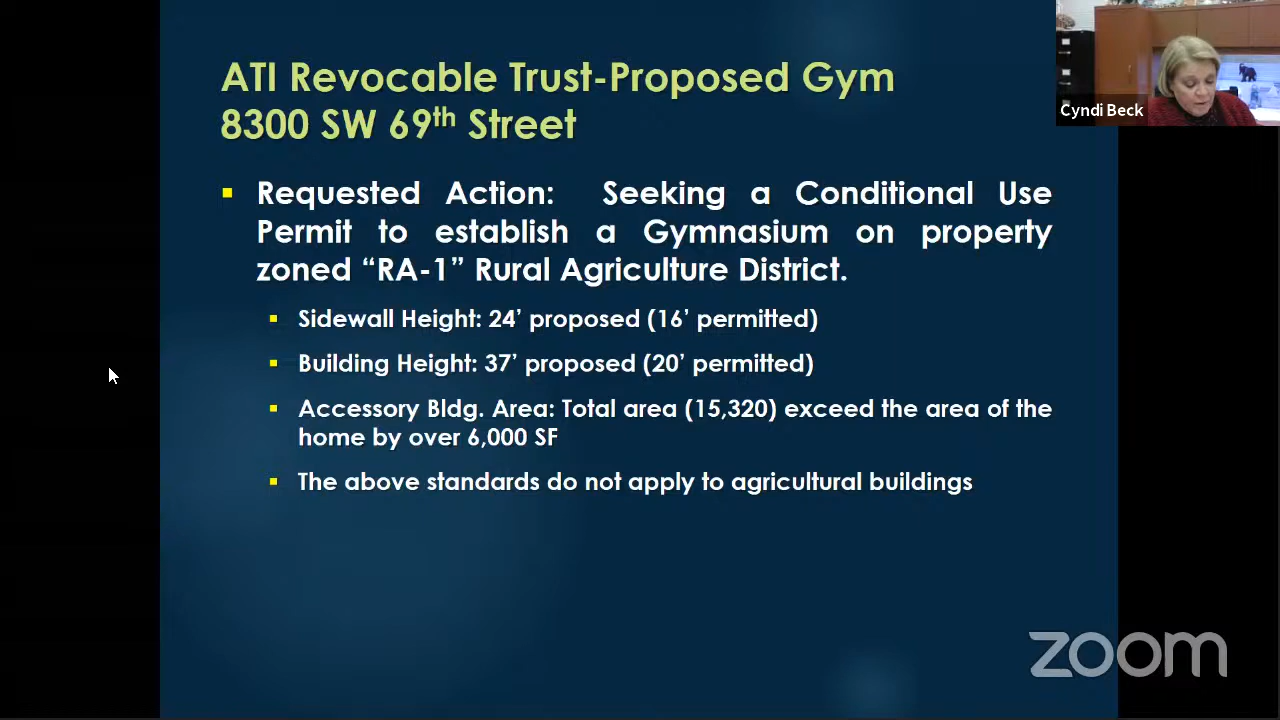 ATI Revocable Trust-Proposed Gym
8300 SW 69th Street
Cyndi Beck
Requested Action: Seeking a Conditional Use
Permit to establish a Gymnasium on property
zoned “RA-1” Rural Agriculture District.
Sidewall Height: 24’ proposed (16’ permitted)
Building Height: 37’ proposed (20’ permitted)
Accessory Bldg. Area: Total area (15,320) exceed the area of the
home by over 6,000 SF
The above standards do not apply to agricultural buildings
zoom